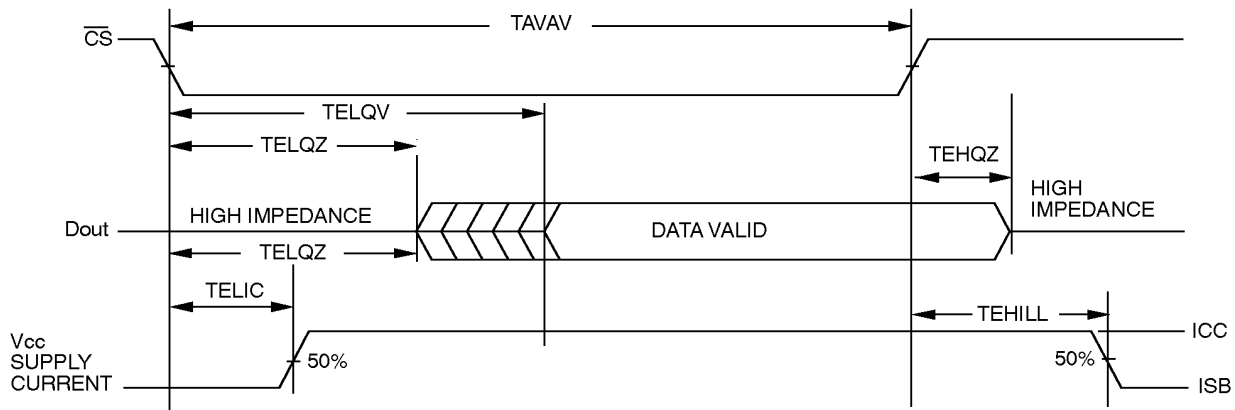 TAVAV
CS
TELQV
TELQZ
TEHQZ
HIGH IMPEDANCE
Dout
HIGH IMPEDANCE
DATA VALID
TELQZ
TELIC
TEHILL
Vcc
SUPPLY
CURRENT
50%
50%
ICC
ISB